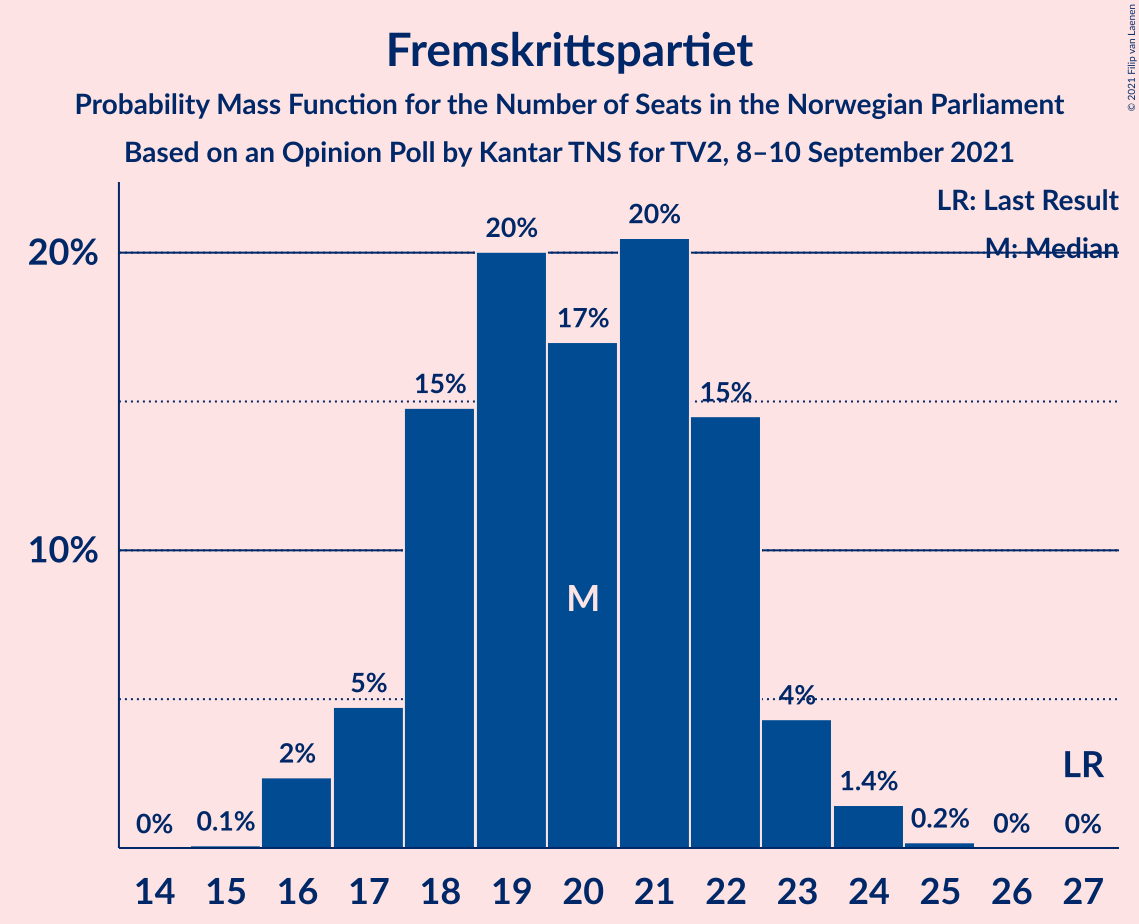 Fremskrittspartiet
Probability Mass Function for the Number of Seats in the Norwegian Parliament
Based on an Opinion Poll by Kantar TNS for TV2, 8–10 September 2021
© 2021 Filip van Laenen
LR: Last Result
M: Median
20%
10%
0%
0.1%
2%
5%
15%
20%
17%
20%
15%
4%
1.4%
0.2%
0%
0%
M
LR
14 15 16 17 18 19 20 21 22 23 24 25 26 27